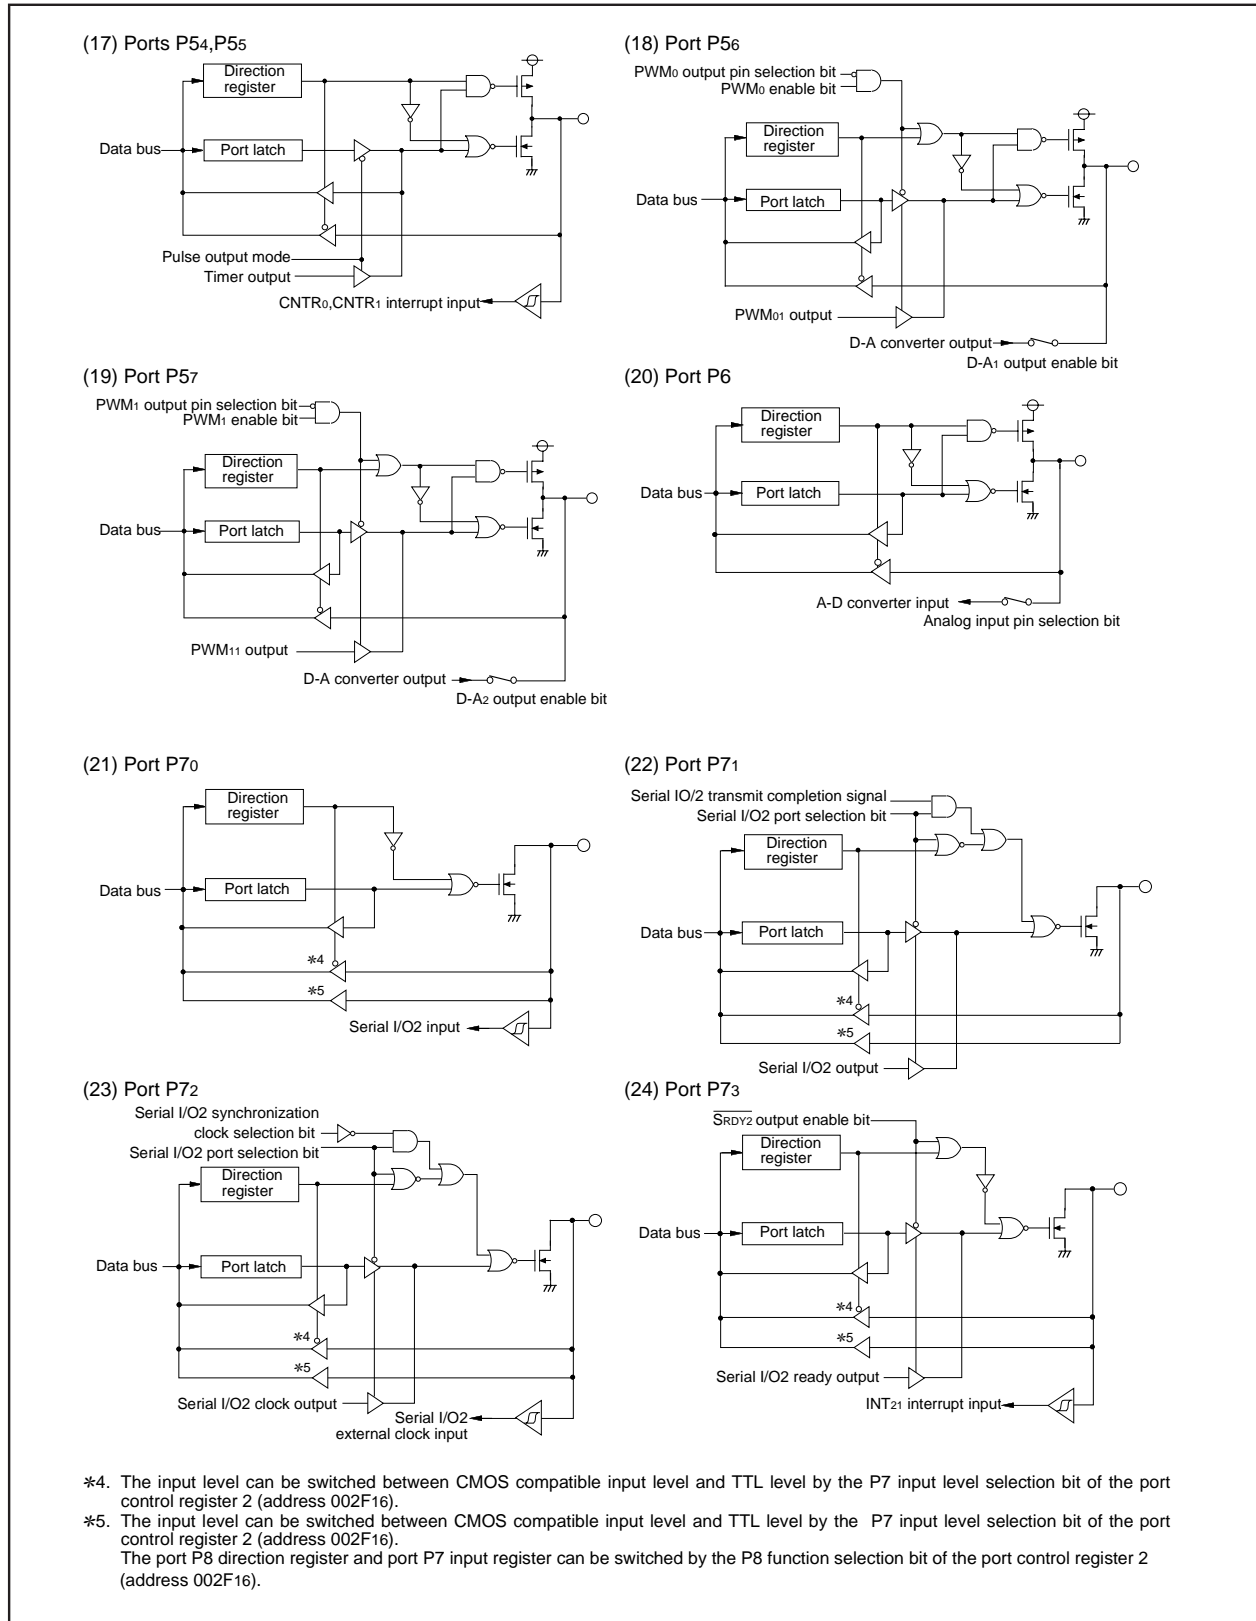 (17) Ports P54,P55
Direction
register
Data bus
Port latch
Pulse output mode
Timer output
CNTR0,CNTR1 interrupt input
(18) Port P56
PWM0 output pin selection bit
PWM0 enable bit
Direction
register
Data bus
Port latch
PWM01 output
D-A converter output
D-A1 output enable bit
(19) Port P57
PWM1 output pin selection bit
PWM1 enable bit
Direction
register
Data bus
Port latch
PWM11 output
D-A converter output
D-A2 output enable bit
(20) Port P6
Direction
register
Data bus
Port latch
A-D converter input
Analog input pin selection bit
(21) Port P70
Direction
register
Data bus
Port latch
*4
*5
Serial I/O2 input
(22) Port P71
Serial IO/2 transmit completion signal
Serial I/O2 port selection bit
Direction
register
Data bus
Port latch
*4
*5
Serial I/O2 output
(23) Port P72
Serial I/O2 synchronization
clock selection bit
Serial I/O2 port selection bit
Direction
register
Data bus
Port latch
*4
*5
Serial I/O2 clock output
Serial I/O2
external clock input
(24) Port P73
SRDY2 output enable bit
Direction
register
Data bus
Port latch
*4
*5
Serial I/O2 ready output
INT21 interrupt input
*4. The input level can be switched between CMOS compatible input level and TTL level by the P7 input level selection bit of the port
control register 2 (address 002F16).
*5. The input level can be switched between CMOS compatible input level and TTL level by the P7 input level selection bit of the port
control register 2 (address 002F16).
The port P8 direction register and port P7 input register can be switched by the P8 function selection bit of the port control register 2
(address 002F16).